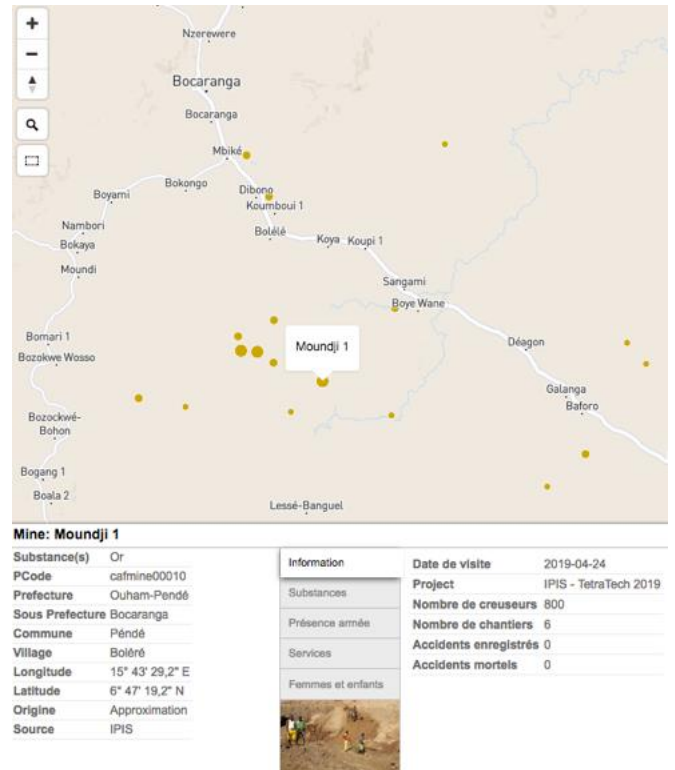 Nzerewere
Bocaranga
Bocaranga
Mbiké
Bokongo
Boyami
Dibono
Koumboui 1
Nambori
Bolélé
Koya
Koupi 1
Bokaya
Moundi
Sangami
Boye Wane
Bomari 1
Moundji 1
Déagon
Bozokwe Wosso
Galanga
Baforo
Bozockwé-
Bohon
Bogang 1
Boala 2
Lessé-Banguel
Mine: Moundji 1
Substance(s) Or
PCode cafmine00010
Prefecture Ouham-Pendé
Sous Prefecture Bocaranga
Commune Péndé
Village Boléré
Longitude 15° 43' 29,2" E
Latitude 6° 47' 19,2" N
Origine Approximation
Source IPIS
Information
Substances
Présence armée
Services
Femmes et enfants
Date de visite 2019-04-24
Project IPIS - TetraTech 2019
Nombre de creuseurs 800
Nombre de chantiers 6
Accidents enregistrés 0
Accidents mortels 0